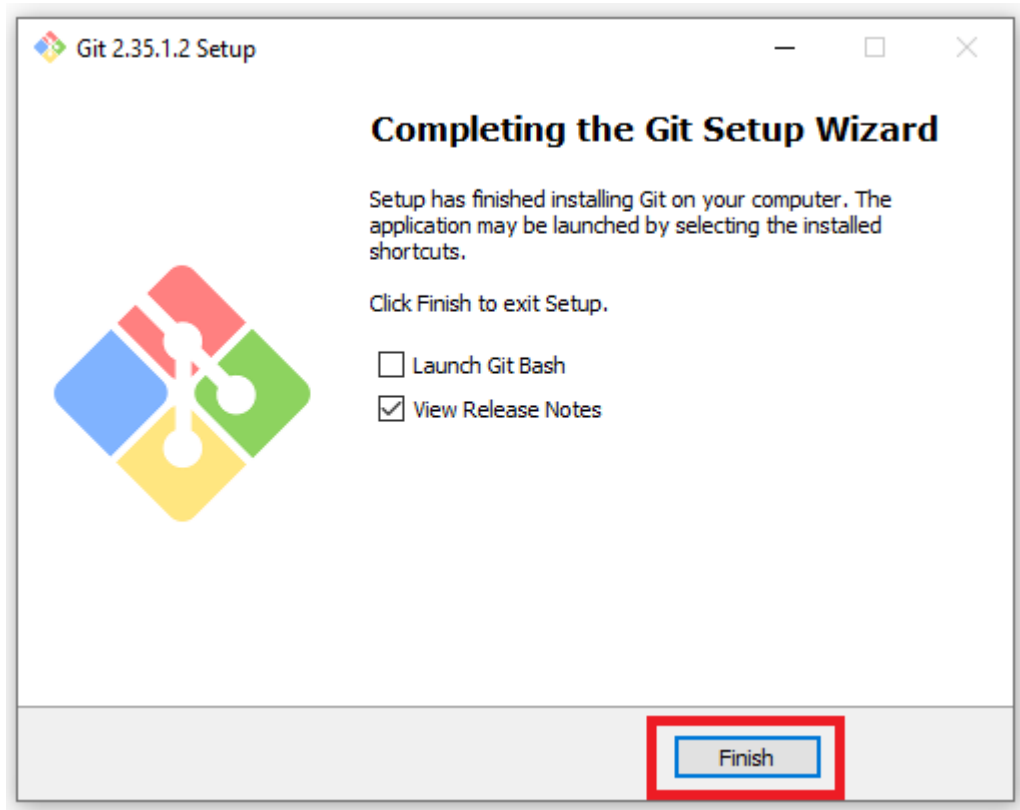 Git 2.35.1.2 Setup
Completing the Git Setup Wizard
Setup has finished installing Git on your computer. The
application may be launched by selecting the installed
shortcuts.
Click Finish to exit Setup.
Launch Git Bash
View Release Notes
Finish